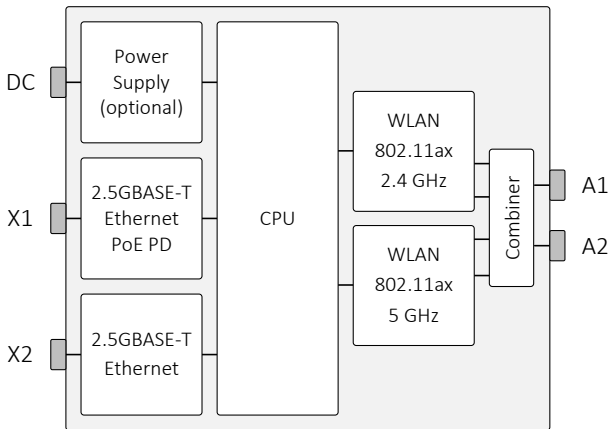 DC
Power
Supply
(optional)
X1
2.5GBASE-T
Ethernet
PoE PD
X2
2.5GBASE-T
Ethernet
CPU
WLAN
802.11ax
2.4 GHz
WLAN
802.11ax
5 GHz
Combiner
A1
A2